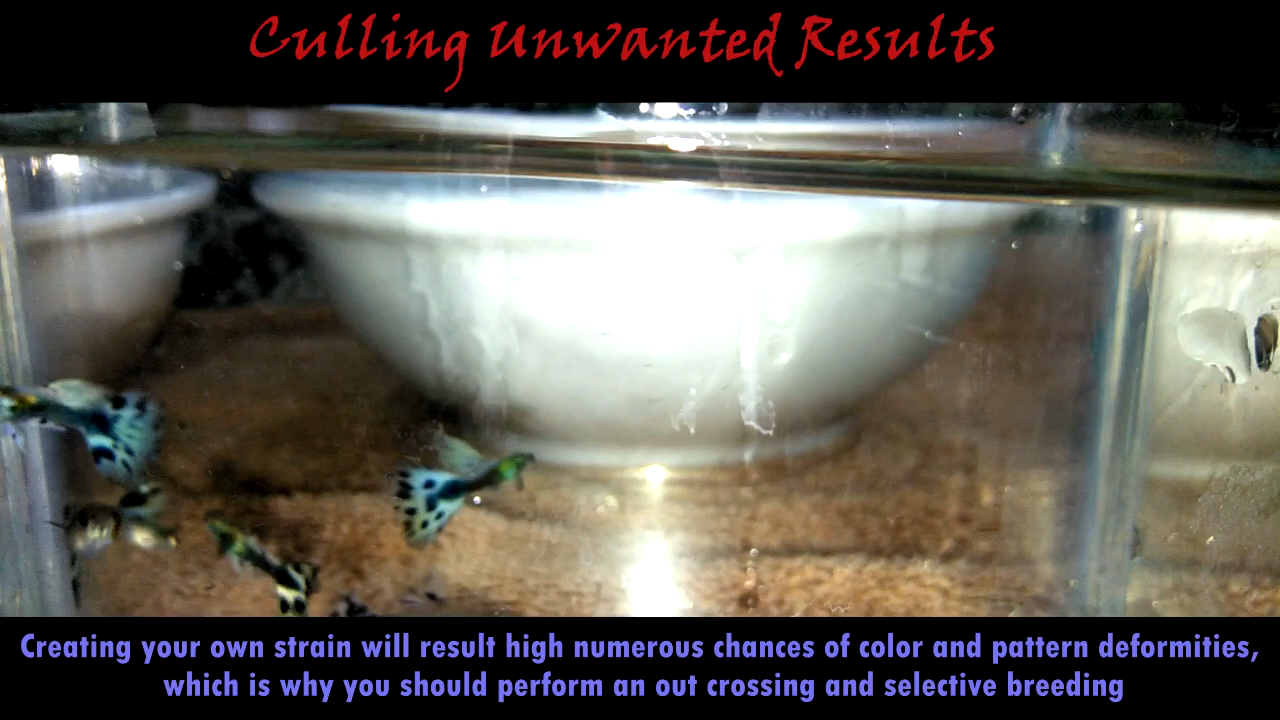 Culling Unwanted Results
Creating your own strain will result high numerous chances of color and pattern deformities,
which is why you should perform an out crossing and selective breeding